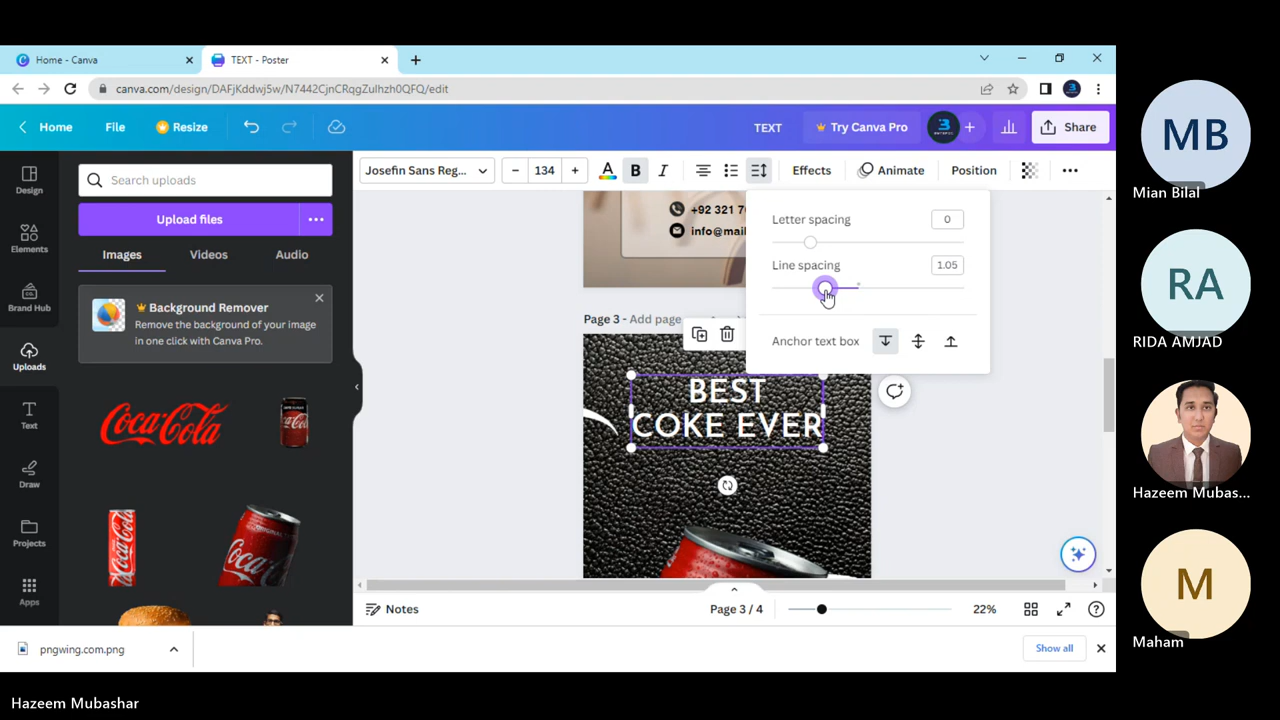 Home - Canva
TEXT - Poster
canva.com/design/DAFjKddwj5w/N7442CjnCRqgZulhzh0QFQ/edit
Home
File
Resize
TEXT
Try Canva Pro
Share
Design
Elements
Brand Hub
Uploads
Text
Draw
Projects
Apps
Search uploads
Upload files
Images
Videos
Audio
Background Remover
Remove the background of your image
in one click with Canva Pro.
Coca-Cola
Coca-Cola
Coca-Cola
Josefin Sans Reg...
134
A
B
I
Effects
Animate
Position
Letter spacing
0
Line spacing
1.05
Anchor text box
+92 321 7
info@mail
Page 3 - Add page
BEST
COKE EVER
Notes
Page 3 / 4
22%
pngwing.com.png
Show all
MB
Mian Bilal
RA
RIDA AMJAD
Hazeem Mubas...
M
Maham
Hazeem Mubashar